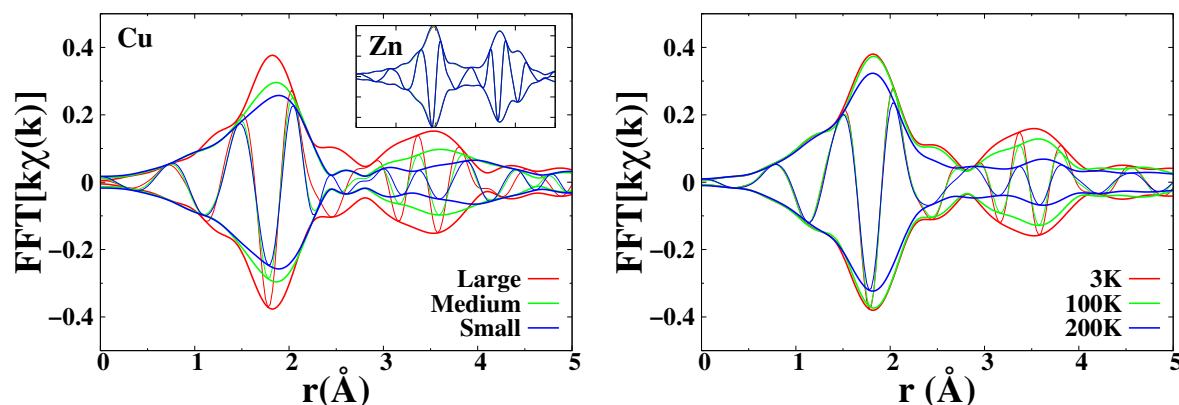 Cu
Zn
FFT[kχ(k)]
0.4
0.2
0
−0.2
−0.4
Large
Medium
Small
0 1 2 3 4 5
r(Å)
FFT[kχ(k)]
0.4
0.2
0
−0.2
−0.4
3K
100K
200K
0 1 2 3 4 5
r (Å)